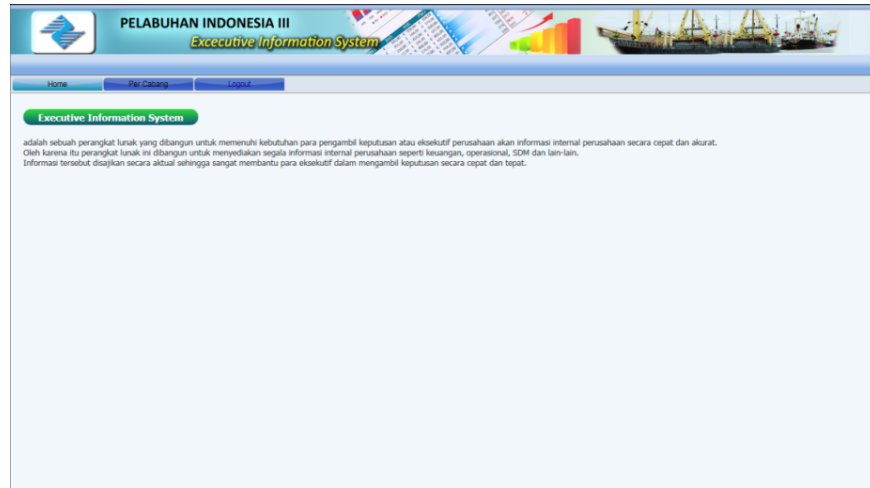 PELABUHAN INDONESIA III
Excecutive Information System
Home Per Cabang Logout
Executive Information System
adalah sebuah perangkat lunak yang dibangun untuk memenuhi kebutuhan para pengambil keputusan atau eksekutif perusahaan akan informasi internal perusahaan secara cepat dan akurat.
Oleh karena itu perangkat lunak ini dibangun untuk menyediakan segala informasi internal perusahaan seperti keuangan, operasional, SDM dan lain-lain.
Informasi tersebut disajikan secara aktual sehingga sangat membantu para eksekutif dalam mengambil keputusan secara cepat dan tepat.